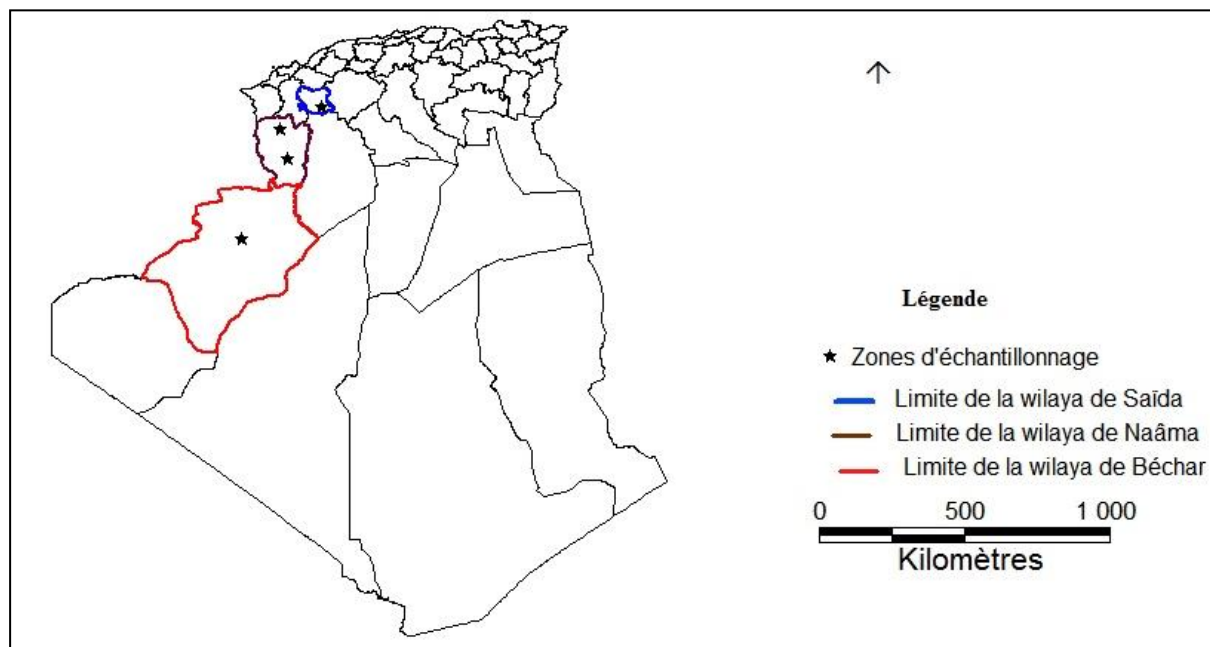 Légende
Zones d'échantillonnage
Limite de la wilaya de Saïda
Limite de la wilaya de Naâma
Limite de la wilaya de Béchar
0 500 1 000
Kilomètres